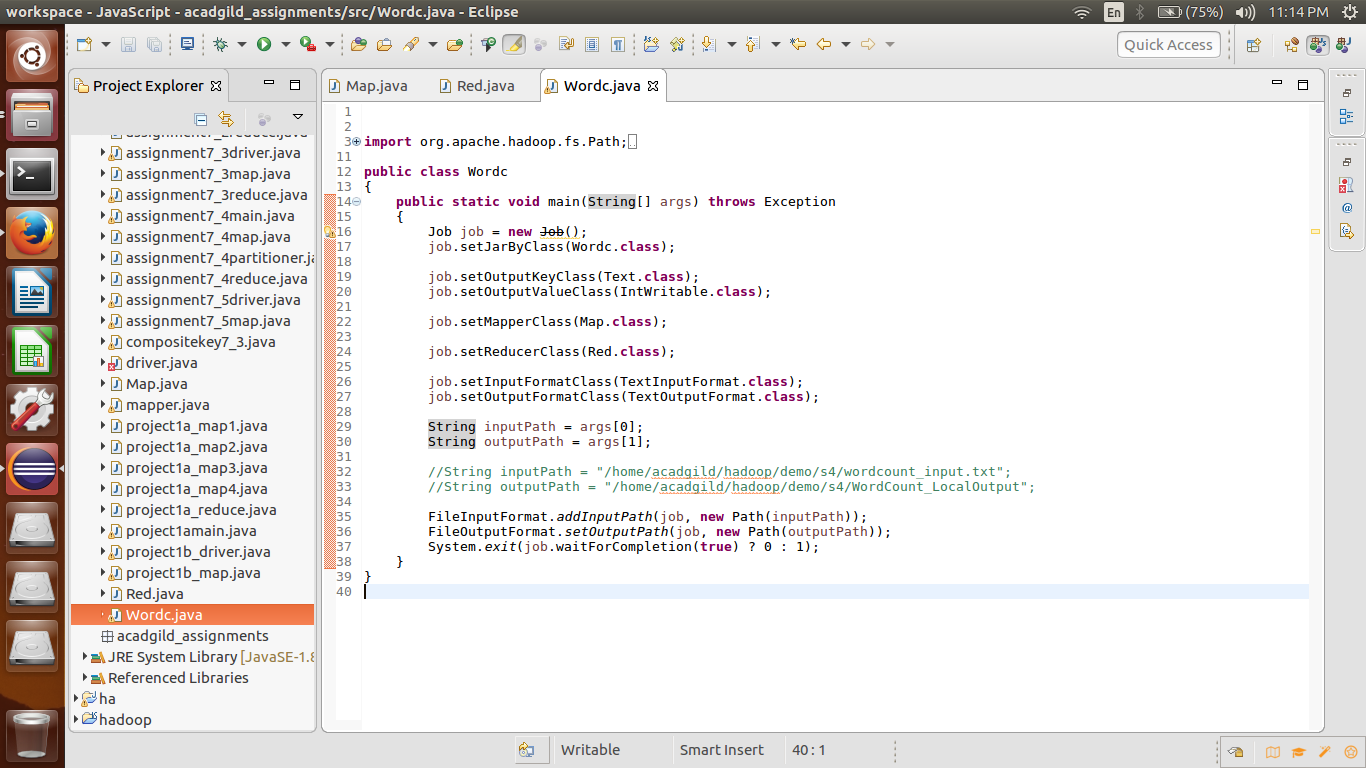 workspace - JavaScript - acadgild_assignments/src/Wordc.java - Eclipse
En
(75%)
11:14 PM
Quick Access
Project Explorer
Map.java
Red.java
Wordc.java
assignment7_2reduce.java
assignment7_3driver.java
assignment7_3map.java
assignment7_3reduce.java
assignment7_4main.java
assignment7_4map.java
assignment7_4partitioner.ja
assignment7_4reduce.java
assignment7_5driver.java
assignment7_5map.java
compositekey7_3.java
driver.java
Map.java
mapper.java
project1a_map1.java
project1a_map2.java
project1a_map3.java
project1a_map4.java
project1a_reduce.java
project1amain.java
project1b_driver.java
project1b_map.java
Red.java
Wordc.java
acadgild_assignments
JRE System Library [JavaSE-1.8
Referenced Libraries
ha
hadoop
1
2
3 import org.apache.hadoop.fs.Path;
11
12 public class Wordc
13 {
14 public static void main(String[] args) throws Exception
15 {
16 Job job = new Job();
17 job.setJarByClass(Wordc.class);
18
19 job.setOutputKeyClass(Text.class);
20 job.setOutputValueClass(IntWritable.class);
21
22 job.setMapperClass(Map.class);
23
24 job.setReducerClass(Red.class);
25
26 job.setInputFormatClass(TextInputFormat.class);
27 job.setOutputFormatClass(TextOutputFormat.class);
28
29 String inputPath = args[0];
30 String outputPath = args[1];
31
32 //String inputPath = "/home/acadgild/hadoop/demo/s4/wordcount_input.txt";
33 //String outputPath = "/home/acadgild/hadoop/demo/s4/WordCount_LocalOutput";
34
35 FileInputFormat.addInputPath(job, new Path(inputPath));
36 FileOutputFormat.setOutputPath(job, new Path(outputPath));
37 System.exit(job.waitForCompletion(true) ? 0 : 1);
38 }
39 }
40
Writable
Smart Insert
40 : 1